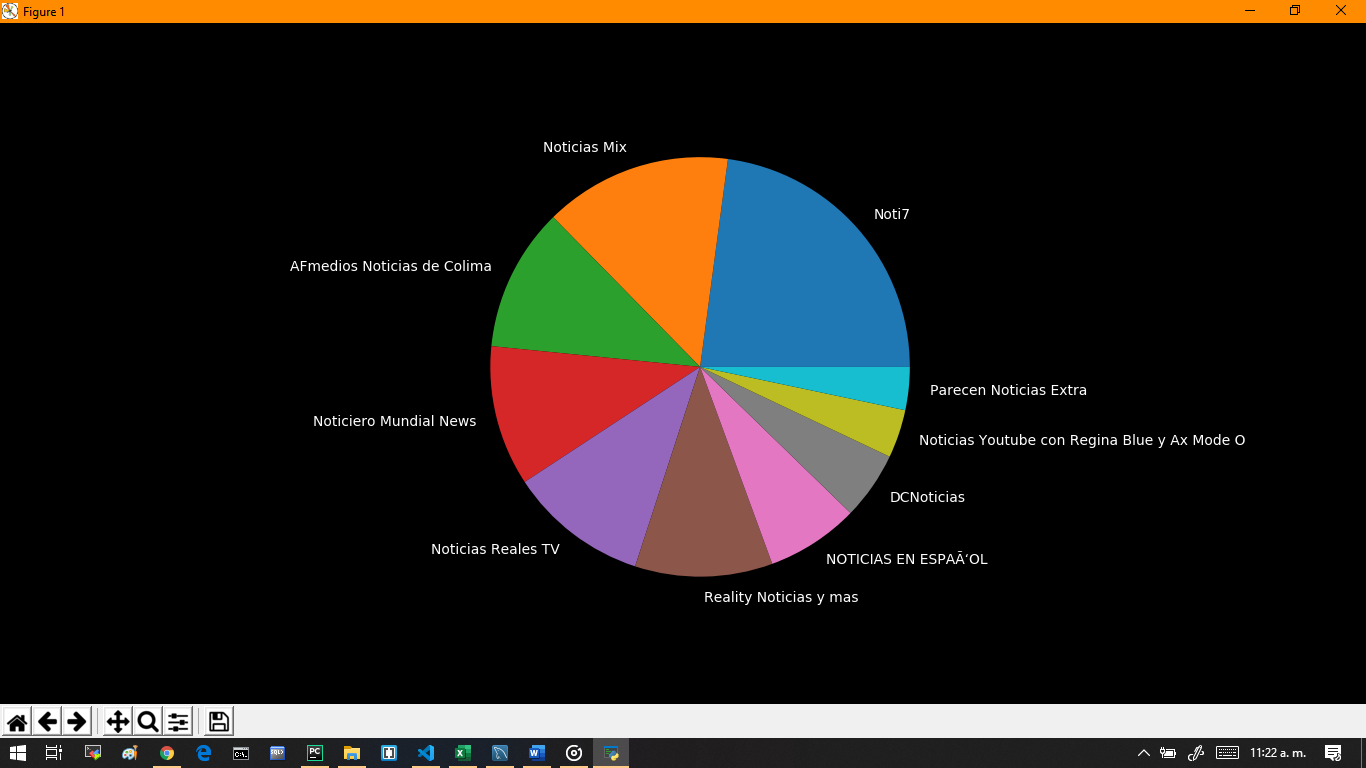 Figure 1
Noticias Mix
Noti7
AFmedios Noticias de Colima
Parecen Noticias Extra
Noticiero Mundial News
Noticias Youtube con Regina Blue y Ax Mode O
DCNoticias
Noticias Reales TV
NOTICIAS EN ESPAÃ‘OL
Reality Noticias y mas
11:22 a. m.